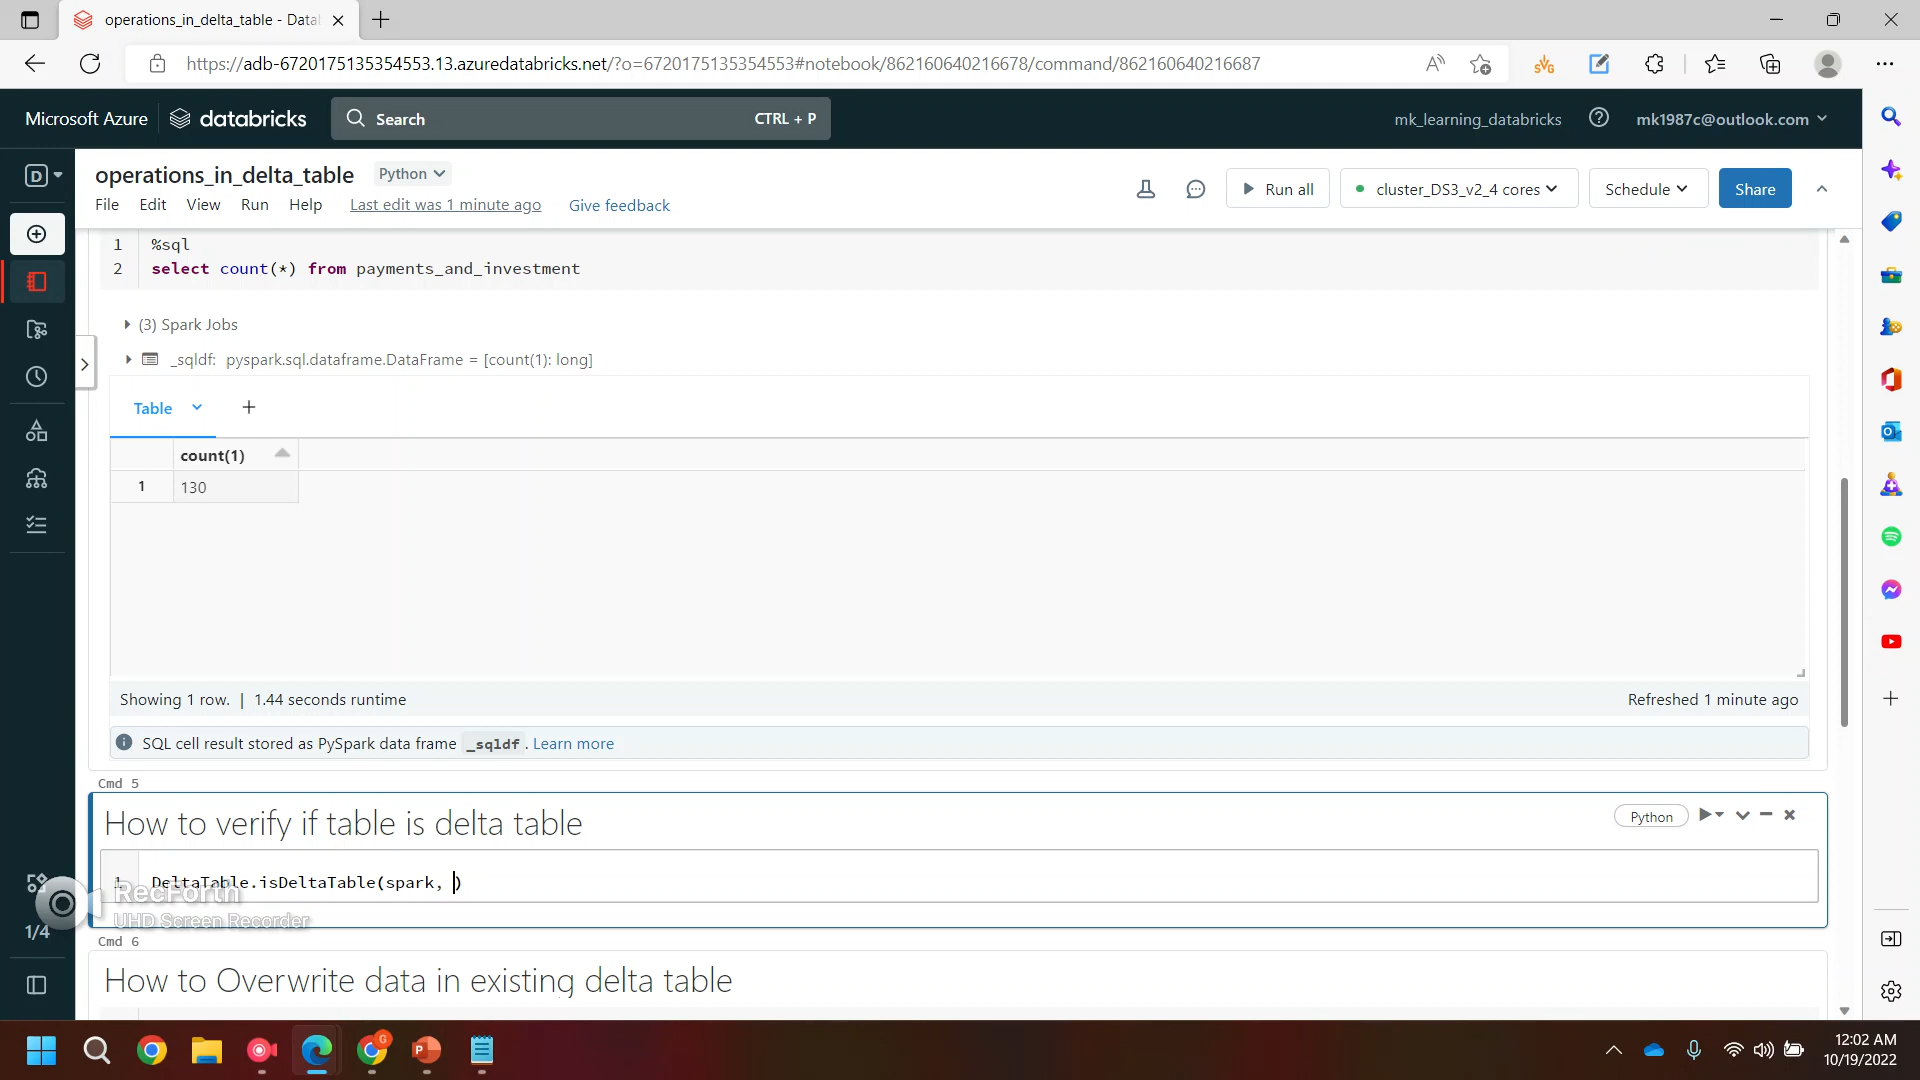 operations_in_delta_table - Data
https://adb-6720175135354553.13.azuredatabricks.net/?o=6720175135354553#notebook/862160640216678/command/862160640216687
Microsoft Azure databricks
Search CTRL + P
mk_learning_databricks mk1987c@outlook.com
D
operations_in_delta_table Python
File Edit View Run Help Last edit was 1 minute ago Give feedback
Run all cluster_DS3_v2_4 cores Schedule Share
1 %sql
2 select count(*) from payments_and_investment
(3) Spark Jobs
_sqldf: pyspark.sql.dataframe.DataFrame = [count(1): long]
Table
count(1)
1 130
Showing 1 row. | 1.44 seconds runtime
Refreshed 1 minute ago
SQL cell result stored as PySpark data frame _sqldf . Learn more
Cmd 5
How to verify if table is delta table
Python
1 DeltaTable.isDeltaTable(spark, )
RecForth
UHD Screen Recorder
1/4
Cmd 6
How to Overwrite data in existing delta table
12:02 AM
10/19/2022